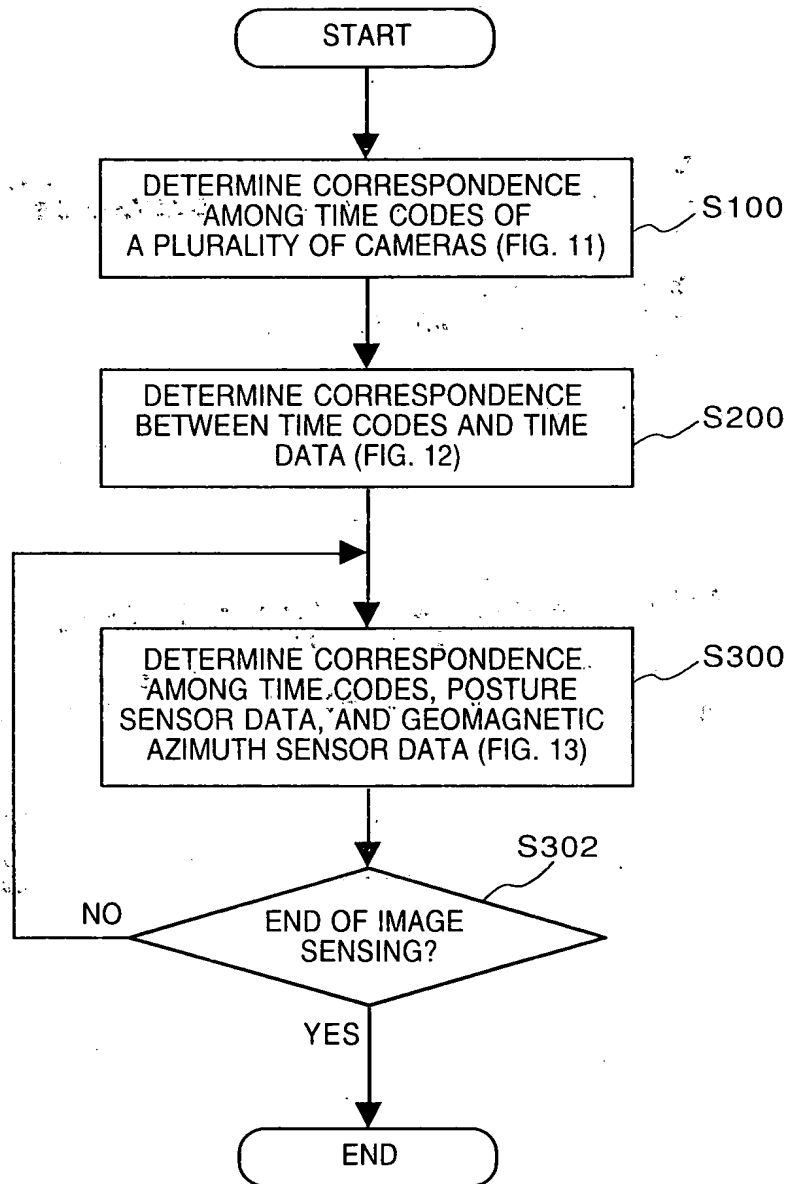 START
DETERMINE CORRESPONDENCE
AMONG TIME CODES OF
A PLURALITY OF CAMERAS (FIG. 11)
S100
DETERMINE CORRESPONDENCE
BETWEEN TIME CODES AND TIME
DATA (FIG. 12)
S200
DETERMINE CORRESPONDENCE
AMONG TIME CODES, POSTURE
SENSOR DATA, AND GEOMAGNETIC
AZIMUTH SENSOR DATA (FIG. 13)
S300
S302
END OF IMAGE
SENSING?
NO
YES
END